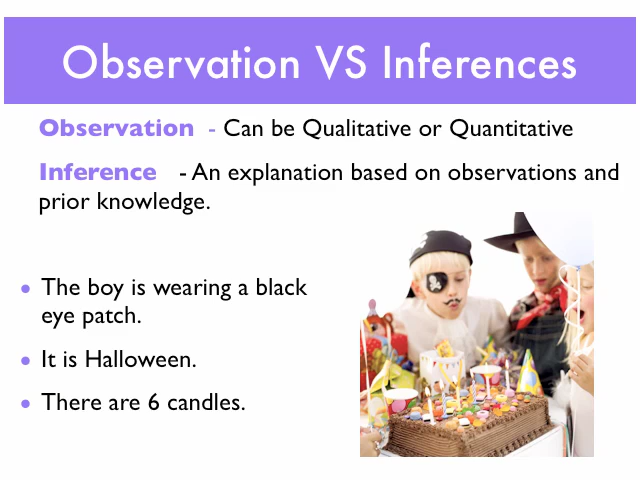 Observation VS Inferences
Observation - Can be Qualitative or Quantitative
Inference - An explanation based on observations and
prior knowledge.
• The boy is wearing a black
eye patch.
• It is Halloween.
• There are 6 candles.